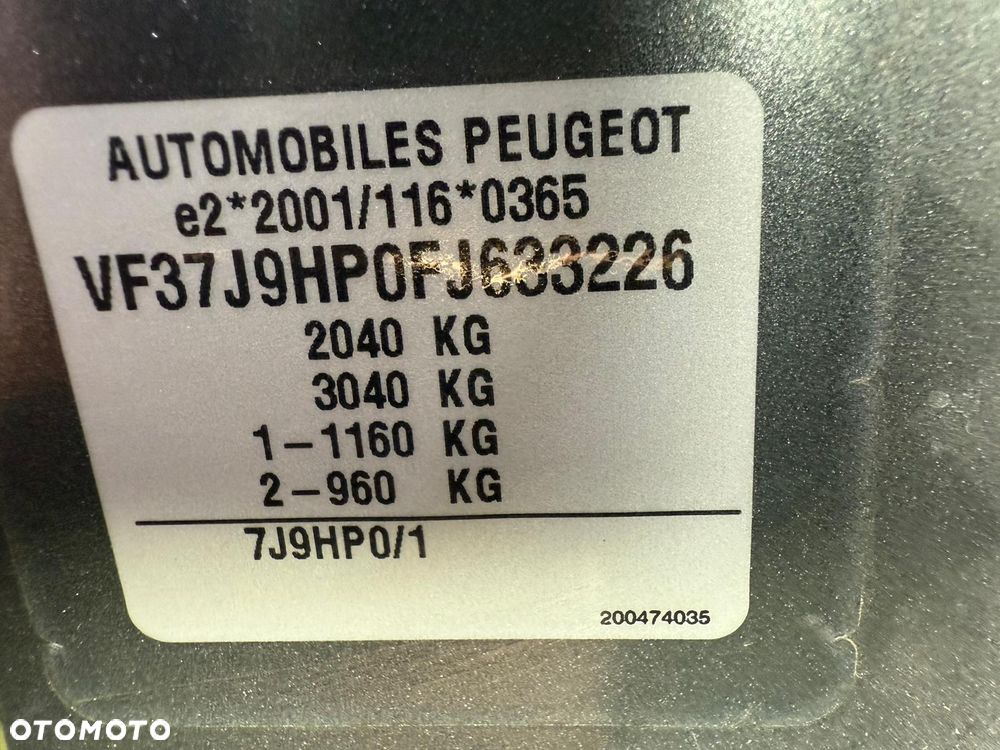 AUTOMOBILES PEUGEOT
e2*2001/116*0365
VF37J9HP0FJ633226
2040 KG
3040 KG
1-1160 KG
2-960 KG
7J9HP0/1
200474035
OTOMOTO